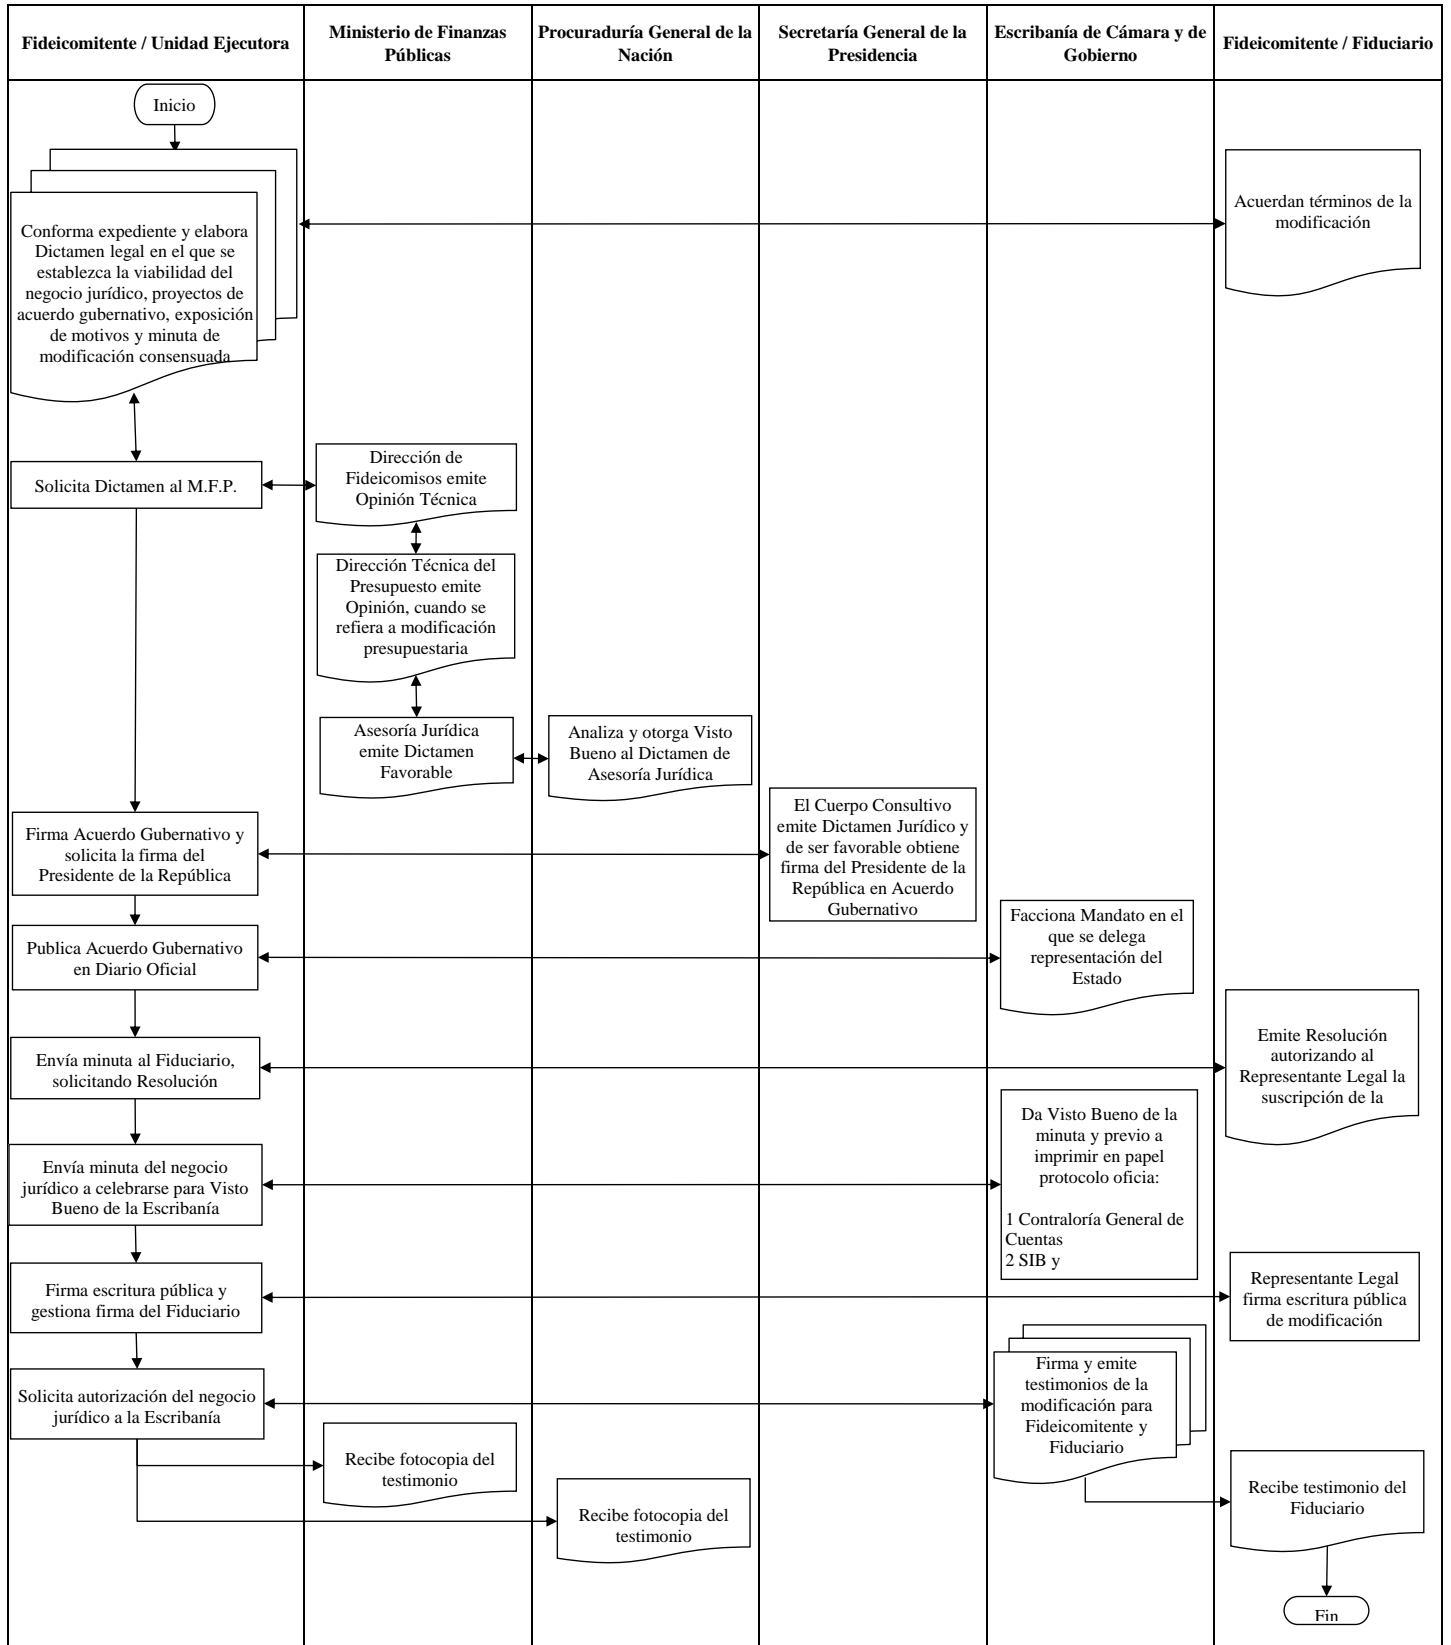 Fideicomitente / Unidad Ejecutora
Ministerio de Finanzas
Públicas
Procuraduría General de la
Nación
Secretaría General de la
Presidencia
Escribanía de Cámara y de
Gobierno
Fideicomitente / Fiduciario
Inicio
Conforma expediente y elabora
Dictamen legal en el que se
establezca la viabilidad del
negocio jurídico, proyectos de
acuerdo gubernativo, exposición
de motivos y minuta de
modificación consensuada
Acuerdan términos de la
modificación
Solicita Dictamen al M.F.P.
Dirección de
Fideicomisos emite
Opinión Técnica
Dirección Técnica del
Presupuesto emite
Opinión, cuando se
refiera a modificación
presupuestaria
Asesoría Jurídica
emite Dictamen
Favorable
Analiza y otorga Visto
Bueno al Dictamen de
Asesoría Jurídica
Firma Acuerdo Gubernativo y
solicita la firma del
Presidente de la República
El Cuerpo Consultivo
emite Dictamen Jurídico y
de ser favorable obtiene
firma del Presidente de la
República en Acuerdo
Gubernativo
Publica Acuerdo Gubernativo
en Diario Oficial
Facciona Mandato en el
que se delega
representación del
Estado
Envía minuta al Fiduciario,
solicitando Resolución
Emite Resolución
autorizando al
Representante Legal la
suscripción de la
Envía minuta del negocio
jurídico a celebrarse para Visto
Bueno de la Escribanía
Da Visto Bueno de la
minuta y previo a
imprimir en papel
protocolo oficia:
1 Contraloría General de
Cuentas
2 SIB y
Firma escritura pública y
gestiona firma del Fiduciario
Representante Legal
firma escritura pública
de modificación
Solicita autorización del negocio
jurídico a la Escribanía
Firma y emite
testimonios de la
modificación para
Fideicomitente y
Fiduciario
Recibe fotocopia del
testimonio
Recibe fotocopia del
testimonio
Recibe testimonio del
Fiduciario
Fin